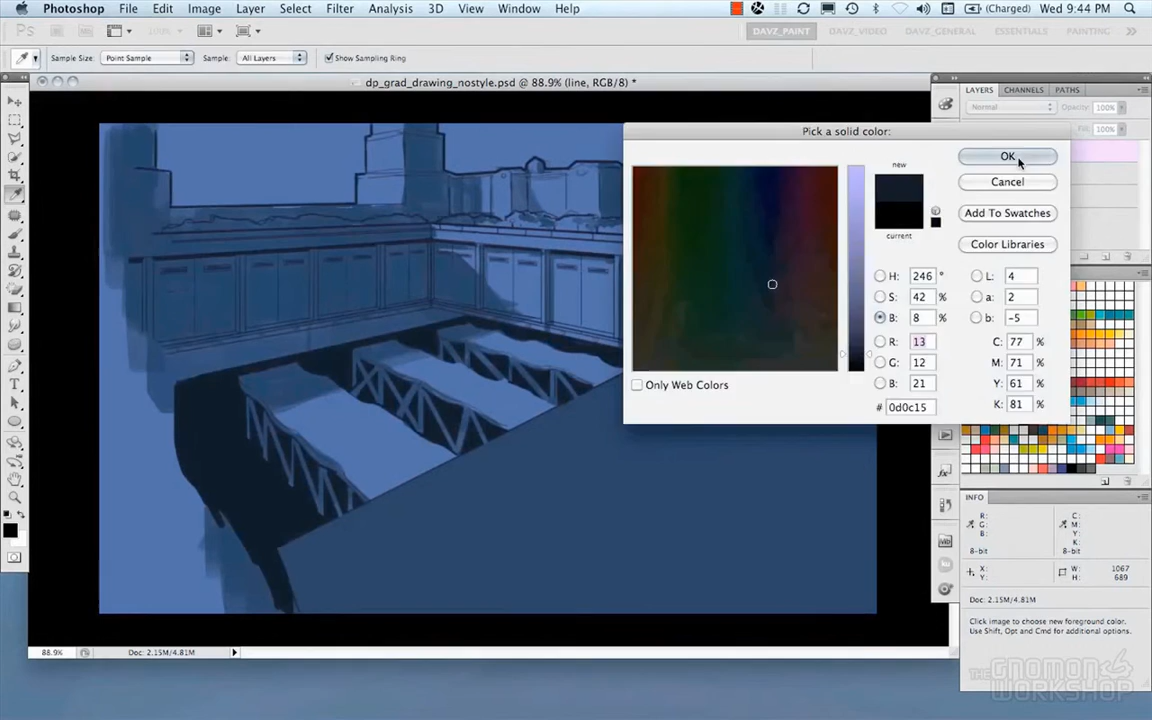 Photoshop File Edit Image Layer Select Filter Analysis 3D View Window Help (Charged) Wed 9:44 PM
Ps 100% DAVZ_PAINT DAVZ_VIDEO DAVZ_GENERAL ESSENTIALS PAINTING
Sample Size: Point Sample Sample: All Layers Show Sampling Ring
dp_grad_drawing_nostyle.psd @ 88.9% (line, RGB/8) *
LAYERS CHANNELS PATHS
Normal Opacity: 100%
Fill: 100%
Pick a solid color:
new
current
OK
Cancel
Add To Swatches
Color Libraries
H: 246 °
S: 42 %
B: 8 %
R: 13
G: 12
B: 21
# 0d0c15
L: 4
a: 2
b: -5
C: 77 %
M: 71 %
Y: 61 %
K: 81 %
Only Web Colors
INFO
R:
G:
B:
8-bit
C:
M:
Y:
K:
8-bit
X:
Y:
W: 1067
H: 689
Doc: 2.15M/4.81M
Click image to choose new foreground color.
Use Shift, Opt and Cmd for additional options.
88.9% Doc: 2.15M/4.81M
THE GNOMON
WORKSHOP